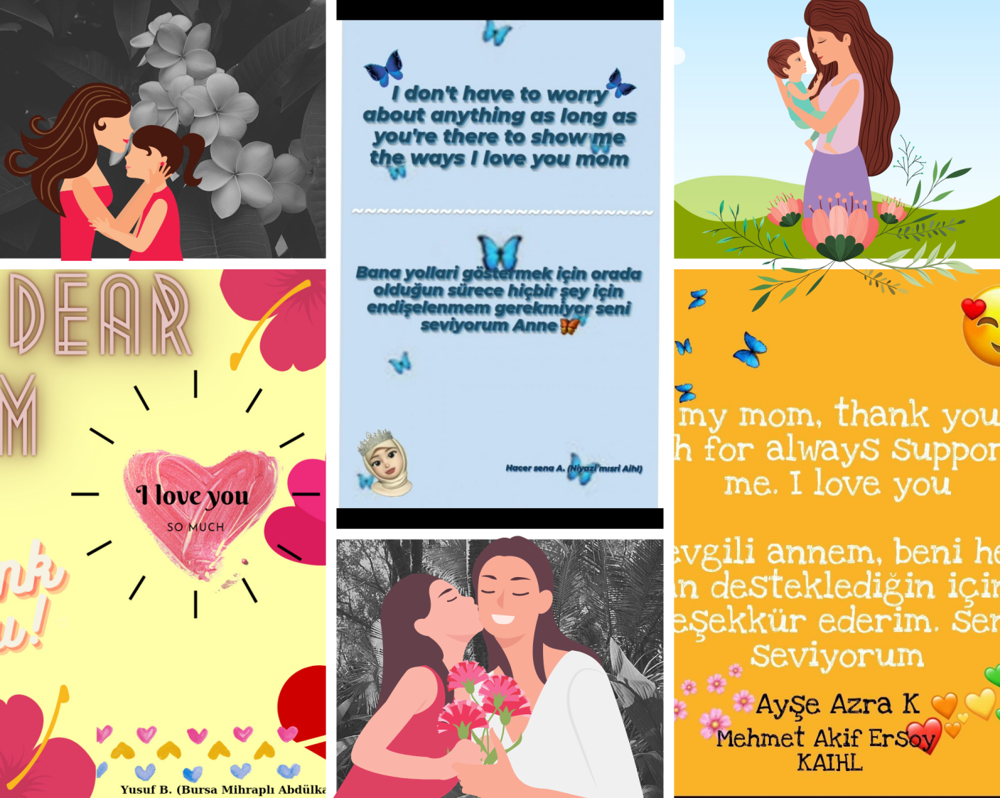 DEAR
M
I love you
SO MUCH
nk
u!
Yusuf B. (Bursa Mihraplı Abdülka
I don't have to worry
about anything as long as
you're there to show me
the ways I love you mom
Bana yollari göstermek için orada
olduğun sürece hiçbir şey için
endişelenmem gerekmiyor seni
seviyorum Anne
Hacer sena A. (Niyazi mısri Aihl)
my mom, thank you
h for always suppor
me. I love you
evgili annem, beni he
n desteklediğin için
eşekkür ederim. Sen
seviyorum
Ayşe Azra K
Mehmet Akif Ersoy
KAIHL